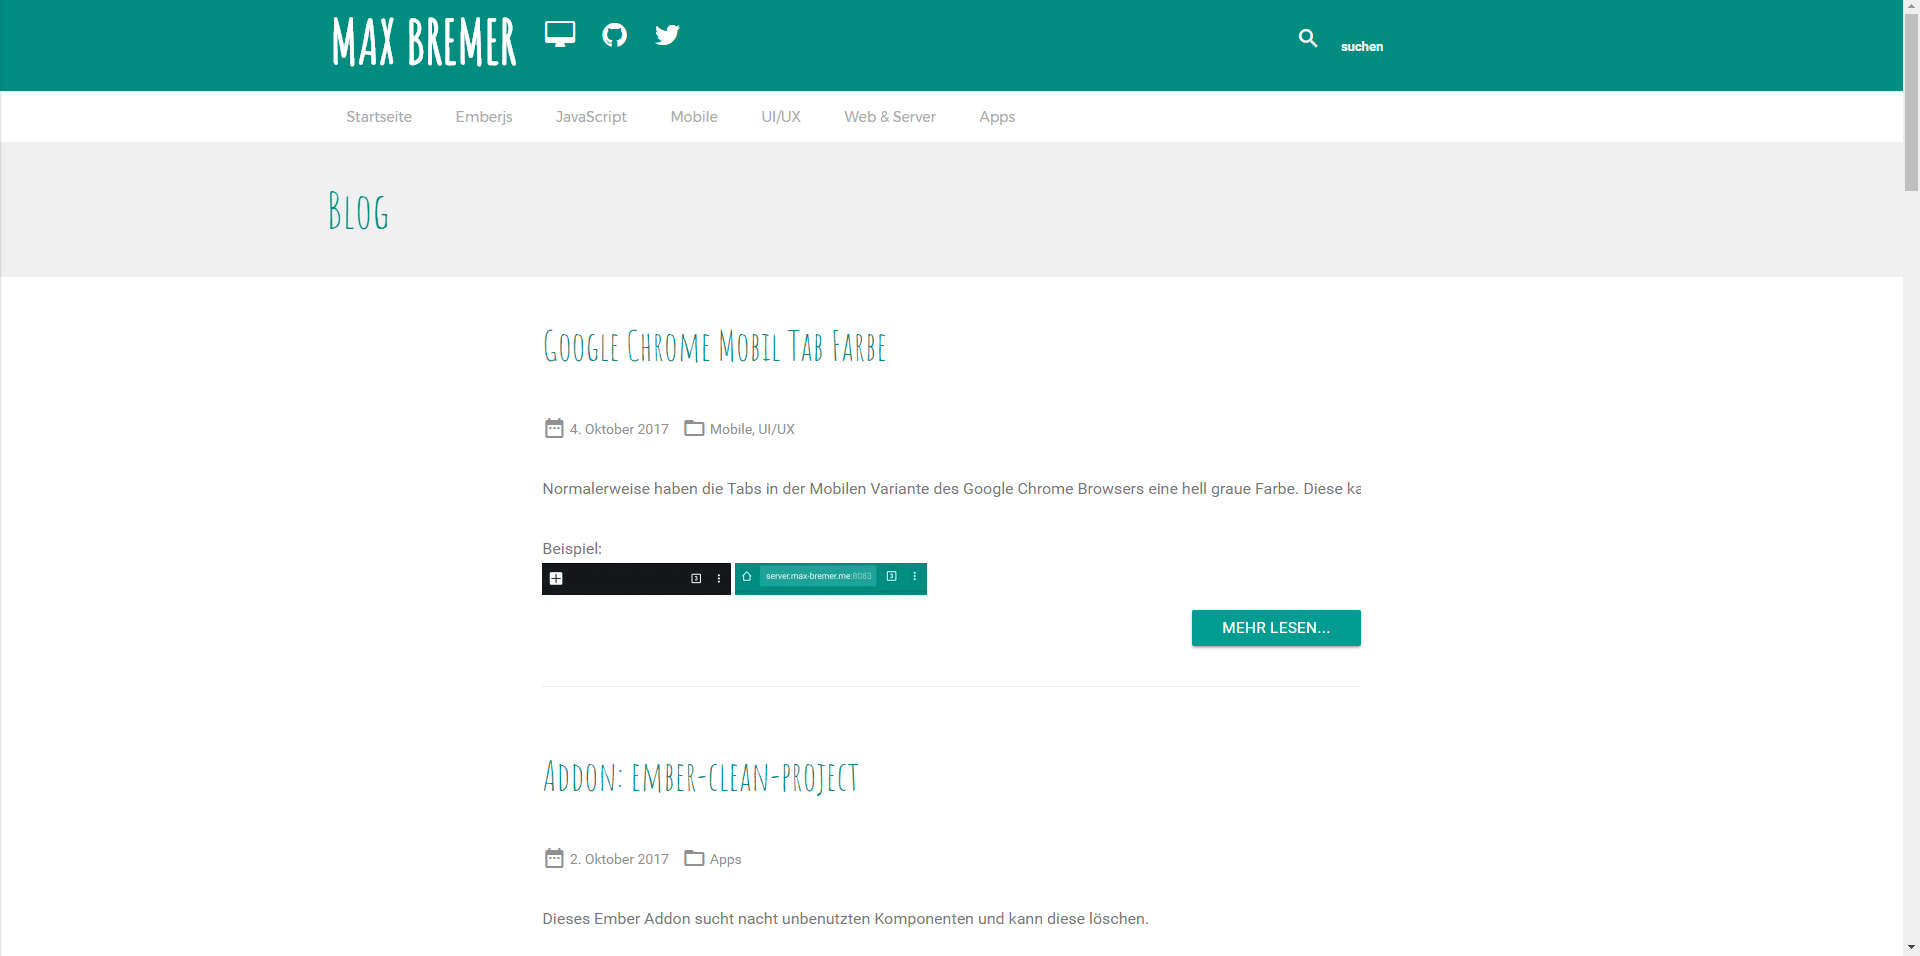 MAX BREMER
suchen
Startseite Emberjs JavaScript Mobile UI/UX Web & Server Apps
Blog
Google Chrome Mobil Tab Farbe
4. Oktober 2017 Mobile, UI/UX
Normalerweise haben die Tabs in der Mobilen Variante des Google Chrome Browsers eine hell graue Farbe. Diese ka
Beispiel:
3 server.max-bremer.me:8083 3
MEHR LESEN...
Addon: ember-clean-project
2. Oktober 2017 Apps
Dieses Ember Addon sucht nacht unbenutzten Komponenten und kann diese löschen.